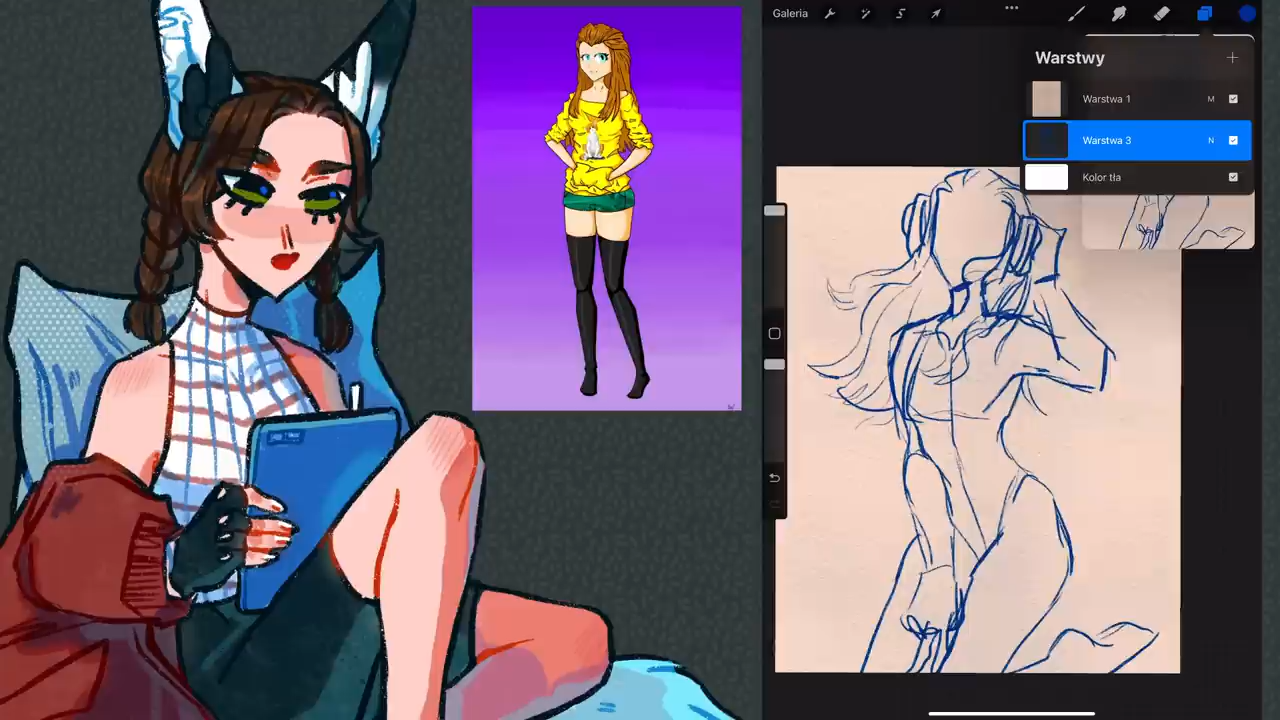 Galeria
Warstwy
Warstwa 1 M
Warstwa 3 N
Kolor tła